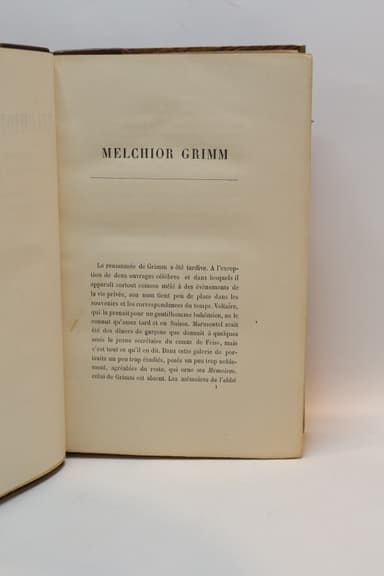 MELCHIOR GRIMM
La renommée de Grimm a été tardive. A l'excep-
tion de deux ouvrages célèbres et dans lesquels il
apparaît surtout comme mêlé à des événements de
la vie privée, son nom tient peu de place dans les
souvenirs et les correspondances du temps. Voltaire,
qui le prenait pour un gentilhomme bohémien, ne le
connut qu'assez tard et en Suisse. Marmontel avait
été des dîners de garçons que donnait à quelques
amis le jeune secrétaire du comte de Frise, mais
c'est tout ce qu'il en dit. Dans cette galerie de por-
traits un peu trop étudiés, posés un peu trop noble-
ment, agréables du reste, qui orne ses Mémoires,
celui de Grimm est absent. Les mémoires de l'abbé
1